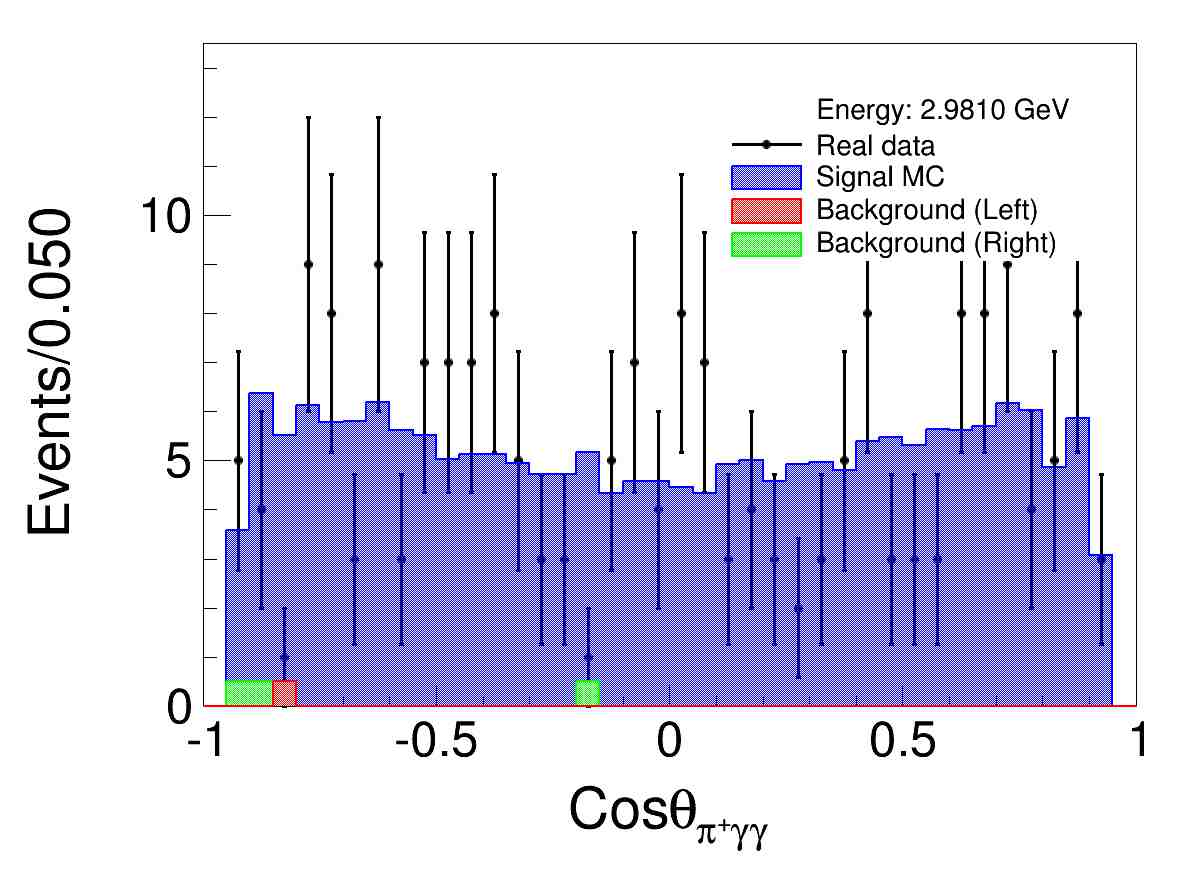 Energy: 2.9810 GeV
Real data
Signal MC
Background (Left)
Background (Right)
Events/0.050
10
5
0
-1 -0.5 0 0.5 1
Cosθπ⁺γγ